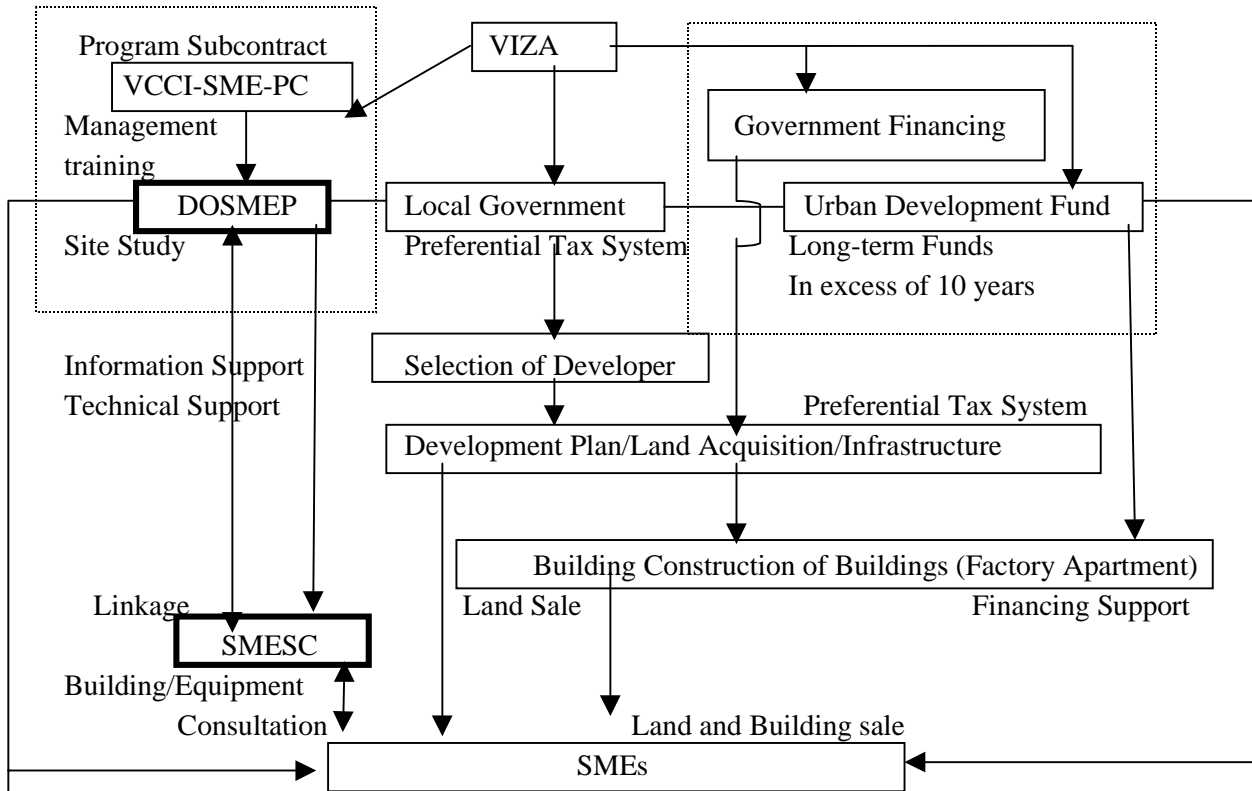 Program Subcontract
VIZA
VCCI-SME-PC
Management
training
Government Financing
DOSMEP
Local Government
Urban Development Fund
Site Study
Preferential Tax System
Long-term Funds
In excess of 10 years
Information Support
Technical Support
Selection of Developer
Preferential Tax System
Development Plan/Land Acquisition/Infrastructure
Building Construction of Buildings (Factory Apartment)
Linkage
Land Sale
Financing Support
SMESC
Building/Equipment
Consultation
Land and Building sale
SMEs